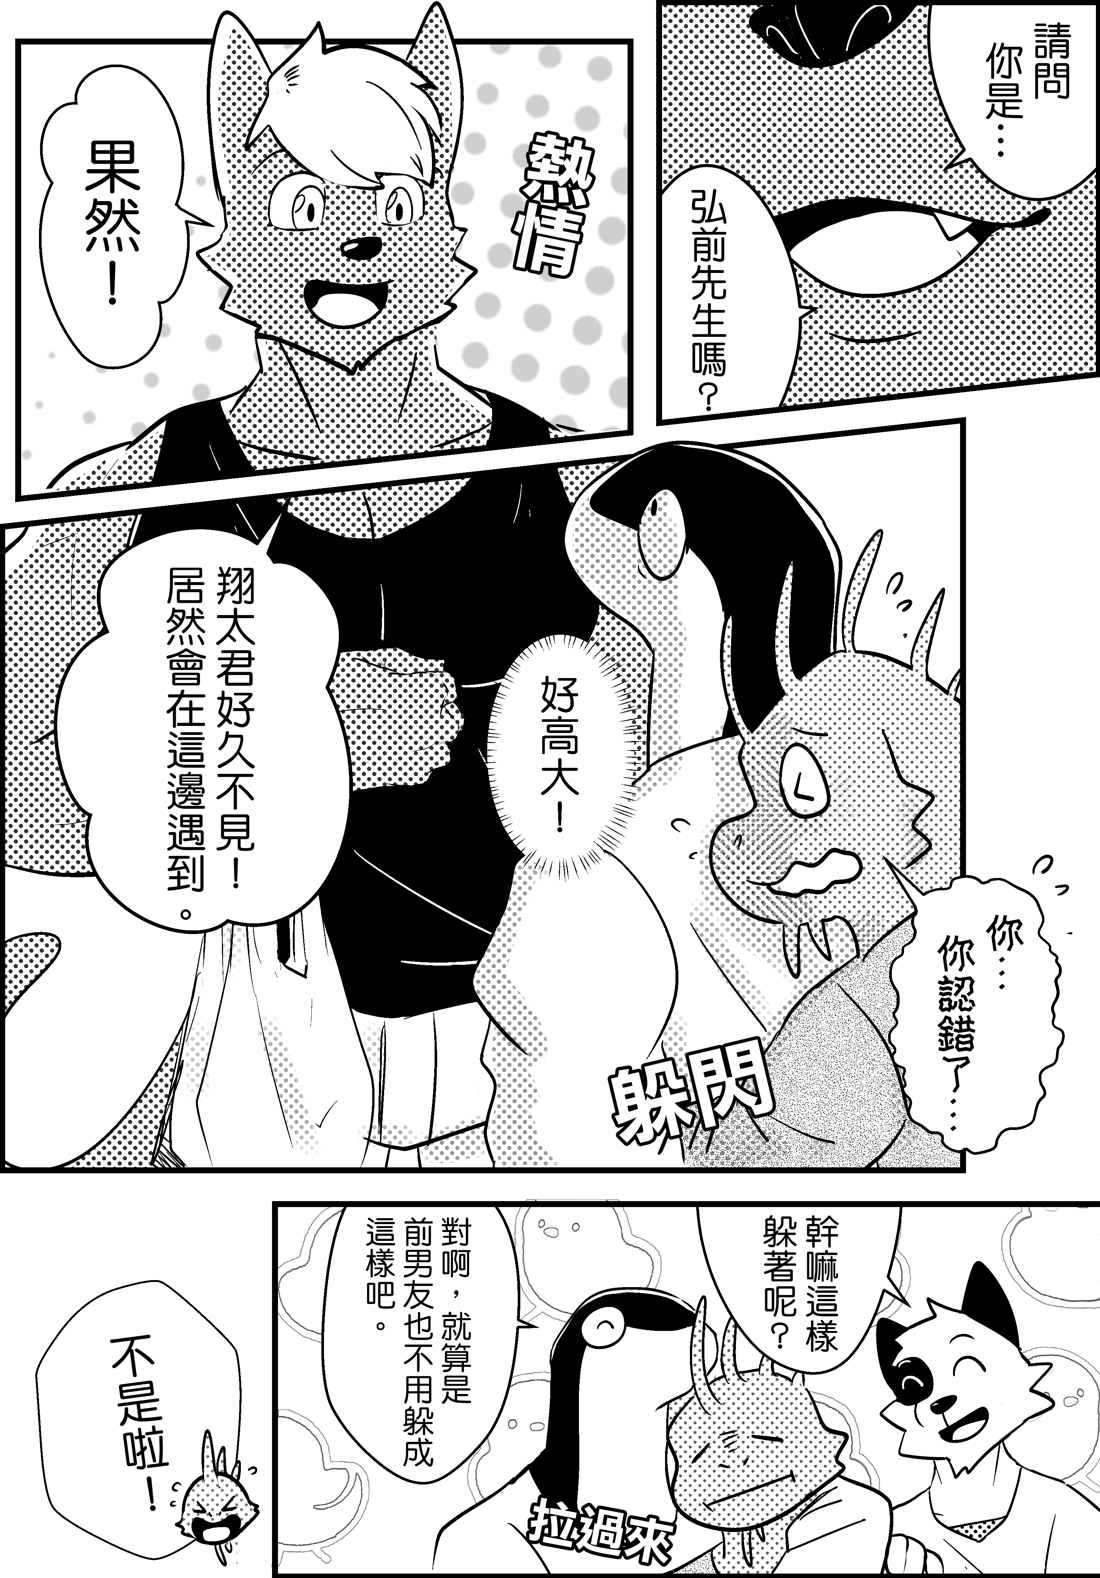 請問
你是…
弘前先生嗎？
熱情
果然！
翔太君好久不見！
居然會在這邊遇到。
好高大！
你…
你認錯了…
躲閃
幹嘛這樣
躲著呢？
對啊，就算是
前男友也不用躲成
這樣吧。
拉過來
不是啦！